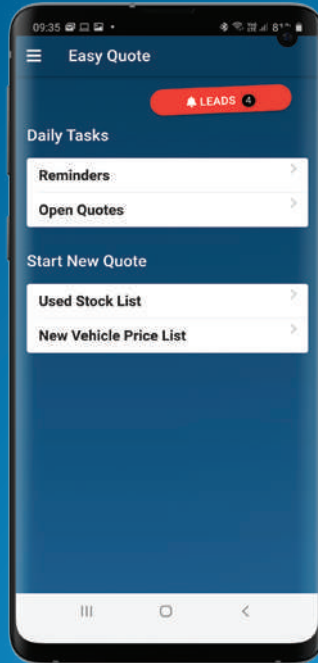 09:35
Easy Quote
LEADS 4
Daily Tasks
Reminders
Open Quotes
Start New Quote
Used Stock List
New Vehicle Price List